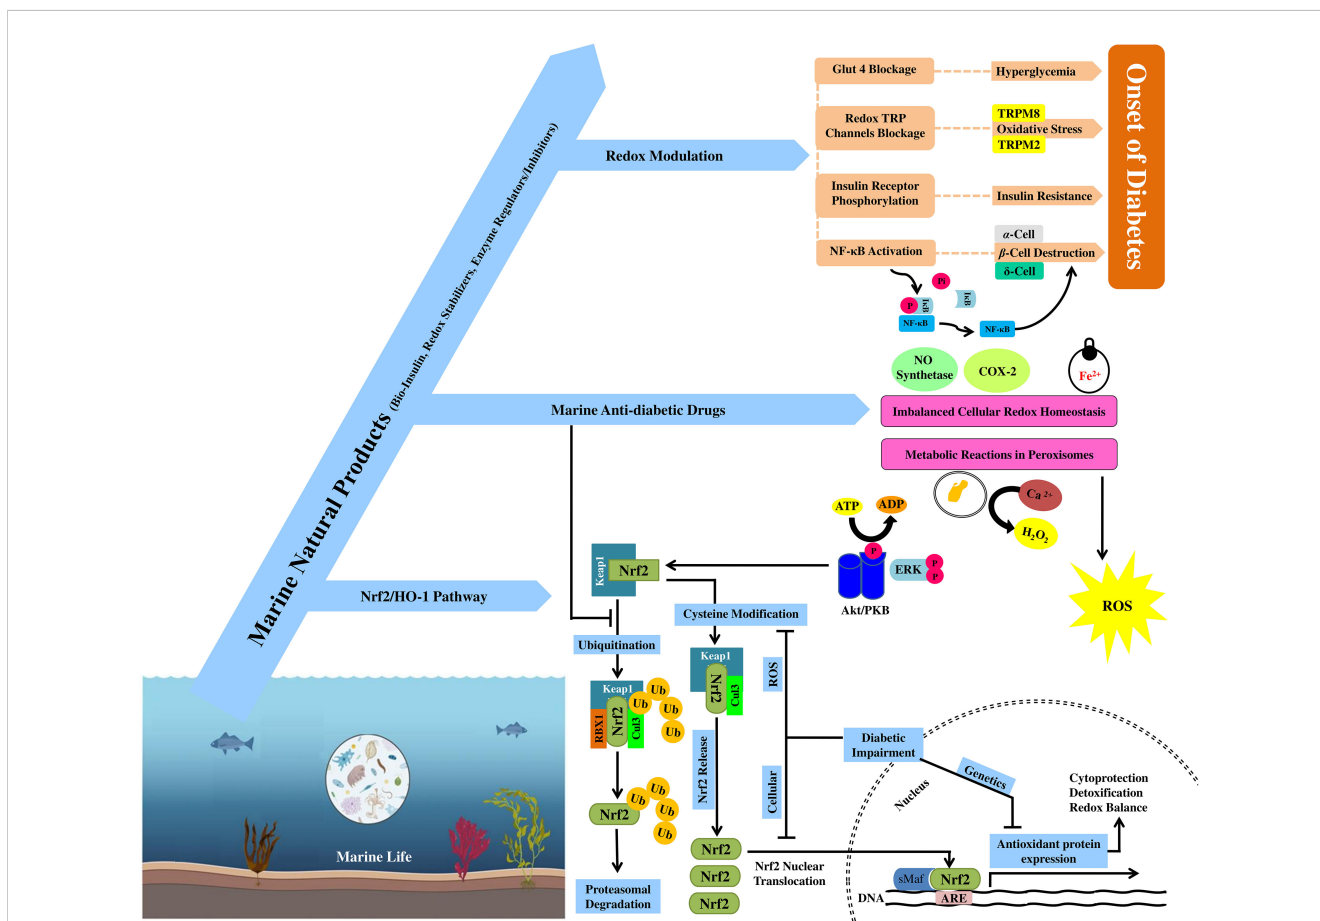 Marine Natural Products (Bio-Insulin, Redox Stabilizers, Enzyme Regulators/Inhibitors)
Redox Modulation
Glut 4 Blockage
Hyperglycemia
Redox TRP
Channels Blockage
TRPM8
Oxidative Stress
TRPM2
Insulin Receptor
Phosphorylation
Insulin Resistance
NF-κB Activation
α-Cell
β-Cell Destruction
δ-Cell
Onset of Diabetes
Pi
P
IκB
IκB
NF-κB
NF-κB
NO
Synthetase
COX-2
Fe2+
Marine Anti-diabetic Drugs
Imbalanced Cellular Redox Homeostasis
Metabolic Reactions in Peroxisomes
Ca 2+
H2O2
ROS
ATP
ADP
P
ERK
P
P
Akt/PKB
Nrf2/HO-1 Pathway
Keap1
Nrf2
Cysteine Modification
Ubiquitination
Keap1
RBX1
Nrf2
Cul3
Ub
Ub
Ub
Ub
Keap1
Nrf2
Cul3
ROS
Cellular
Nrf2 Release
Diabetic
Impairment
Genetics
Nucleus
Cytoprotection
Detoxification
Redox Balance
Antioxidant protein
expression
Nrf2
Ub
Ub
Ub
Ub
Proteasomal
Degradation
Nrf2
Nrf2
Nrf2
Nrf2 Nuclear
Translocation
sMaf
Nrf2
DNA
ARE
Marine Life